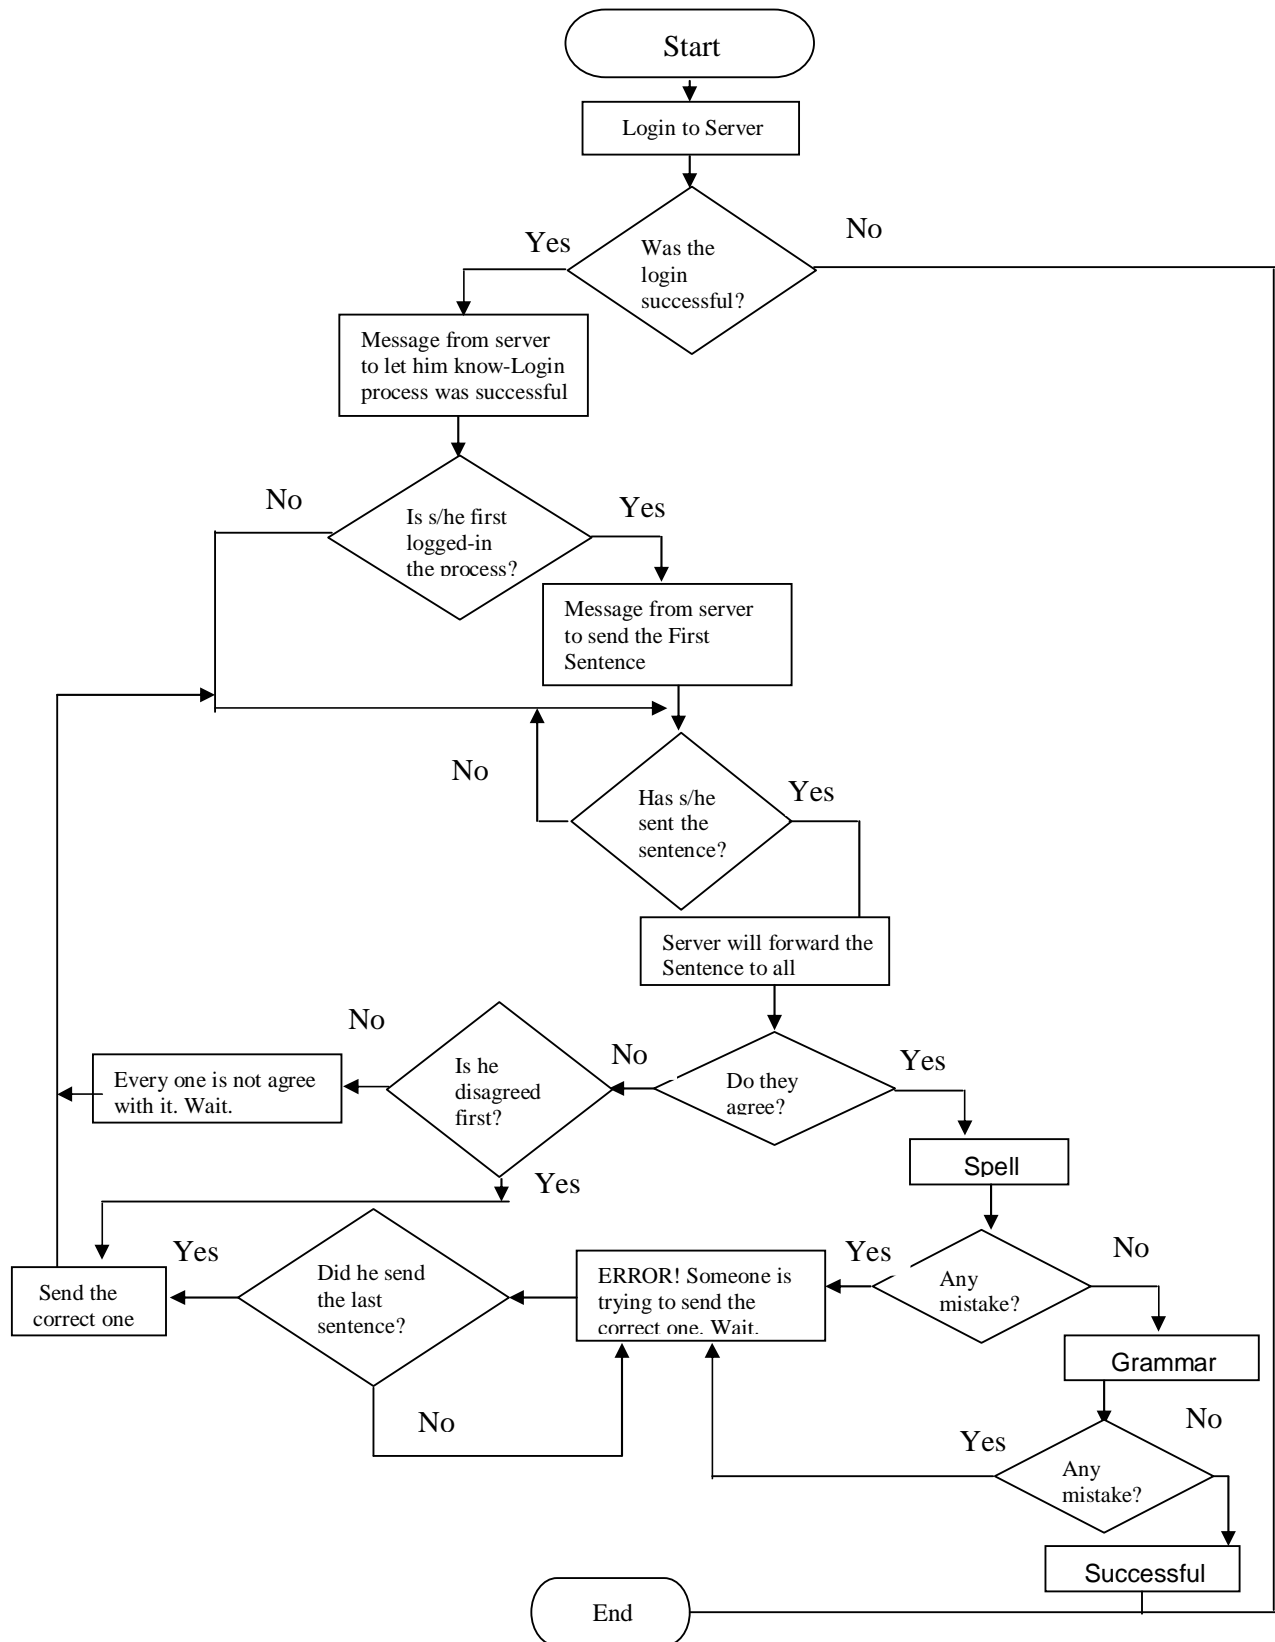 Start
Login to Server
Yes
No
Was the
login
successful?
Message from server
to let him know-Login
process was successful
No
Yes
Is s/he first
logged-in
the process?
Message from server
to send the First
Sentence
No
Yes
Has s/he
sent the
sentence?
Server will forward the
Sentence to all
No
No
Yes
Is he
disagreed
first?
Do they
agree?
Every one is not agree
with it. Wait.
Spell
Yes
Yes
Yes
No
Did he send
the last
sentence?
ERROR! Someone is
trying to send the
correct one. Wait.
Any
mistake?
Send the
correct one
Grammar
No
Yes
No
Any
mistake?
Successful
End